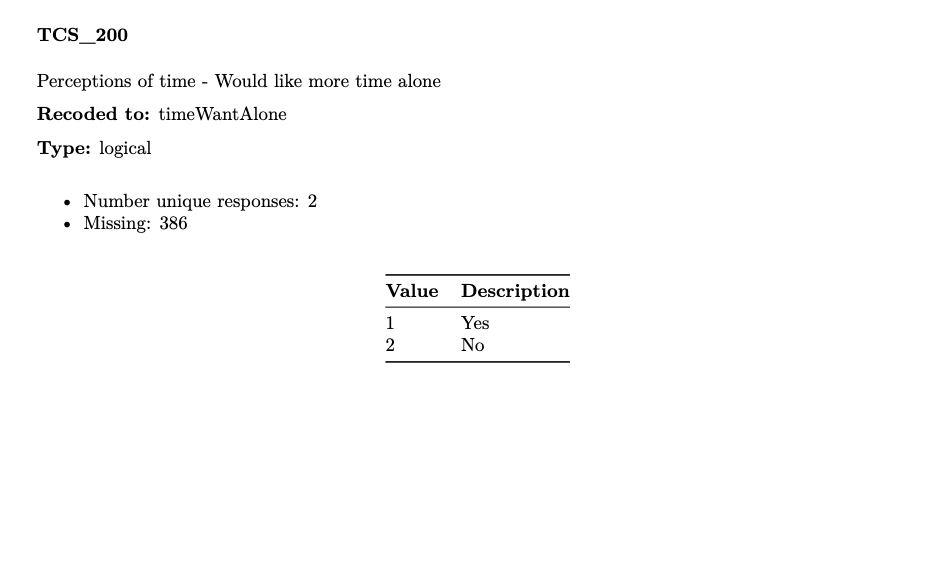 TCS_200
Perceptions of time - Would like more time alone
Recoded to: timeWantAlone
Type: logical
• Number unique responses: 2
• Missing: 386
Value Description
1 Yes
2 No